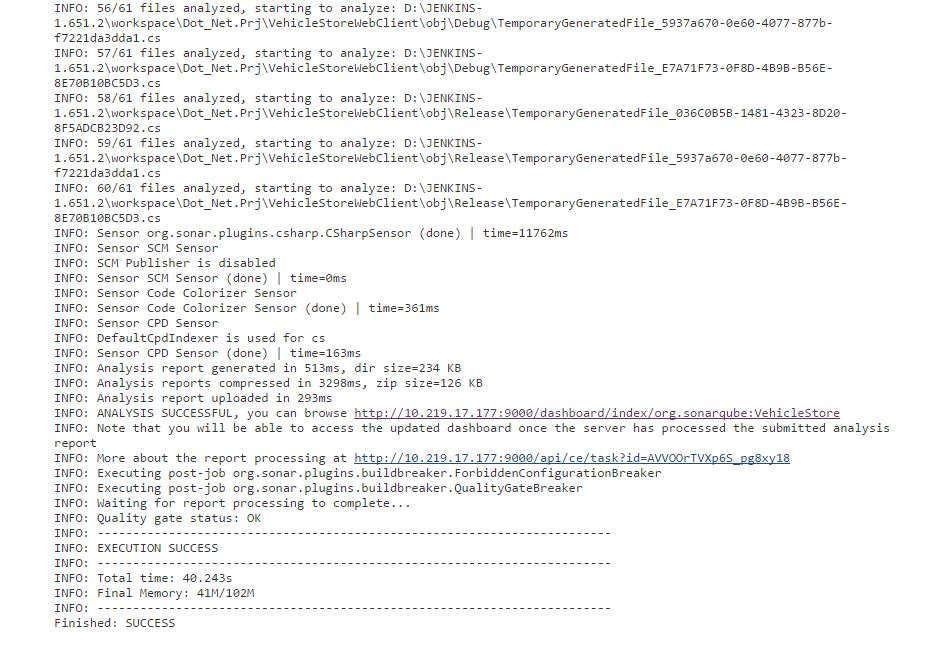 INFO: 56/61 files analyzed, starting to analyze: D:\JENKINS-
1.651.2\workspace\Dot_Net.Prj\VehicleStoreWebClient\obj\Debug\TemporaryGeneratedFile_5937a670-0e60-4077-877b-
f7221da3dda1.cs
INFO: 57/61 files analyzed, starting to analyze: D:\JENKINS-
1.651.2\workspace\Dot_Net.Prj\VehicleStoreWebClient\obj\Debug\TemporaryGeneratedFile_E7A71F73-0F8D-4B9B-B56E-
8E70B10BC5D3.cs
INFO: 58/61 files analyzed, starting to analyze: D:\JENKINS-
1.651.2\workspace\Dot_Net.Prj\VehicleStoreWebClient\obj\Release\TemporaryGeneratedFile_036C0B5B-1481-4323-8D20-
8F5ADCB23D92.cs
INFO: 59/61 files analyzed, starting to analyze: D:\JENKINS-
1.651.2\workspace\Dot_Net.Prj\VehicleStoreWebClient\obj\Release\TemporaryGeneratedFile_5937a670-0e60-4077-877b-
f7221da3dda1.cs
INFO: 60/61 files analyzed, starting to analyze: D:\JENKINS-
1.651.2\workspace\Dot_Net.Prj\VehicleStoreWebClient\obj\Release\TemporaryGeneratedFile_E7A71F73-0F8D-4B9B-B56E-
8E70B10BC5D3.cs
INFO: Sensor org.sonar.plugins.csharp.CSharpSensor (done) | time=11762ms
INFO: Sensor SCM Sensor
INFO: SCM Publisher is disabled
INFO: Sensor SCM Sensor (done) | time=0ms
INFO: Sensor Code Colorizer Sensor
INFO: Sensor Code Colorizer Sensor (done) | time=361ms
INFO: Sensor CPD Sensor
INFO: DefaultCpdIndexer is used for cs
INFO: Sensor CPD Sensor (done) | time=163ms
INFO: Analysis report generated in 513ms, dir size=234 KB
INFO: Analysis reports compressed in 3298ms, zip size=126 KB
INFO: Analysis report uploaded in 293ms
INFO: ANALYSIS SUCCESSFUL, you can browse http://10.219.17.177:9000/dashboard/index/org.sonarqube:VehicleStore
INFO: Note that you will be able to access the updated dashboard once the server has processed the submitted analysis
report
INFO: More about the report processing at http://10.219.17.177:9000/api/ce/task?id=AVVOOrTVXp6S_pg8xy18
INFO: Executing post-job org.sonar.plugins.buildbreaker.ForbiddenConfigurationBreaker
INFO: Executing post-job org.sonar.plugins.buildbreaker.QualityGateBreaker
INFO: Waiting for report processing to complete...
INFO: Quality gate status: OK
INFO: ------------------------------------------------------------------------
INFO: EXECUTION SUCCESS
INFO: ------------------------------------------------------------------------
INFO: Total time: 40.243s
INFO: Final Memory: 41M/102M
INFO: ------------------------------------------------------------------------
Finished: SUCCESS